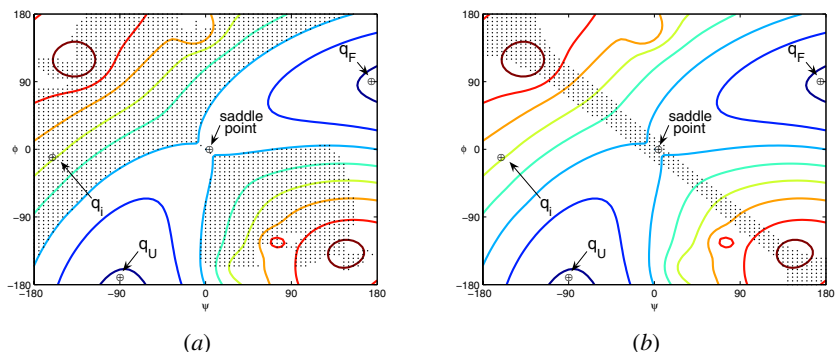 180
q_F
90
saddle
point
ϕ 0
q_i
-90
q_U
-180
-180 -90 0 90 180
ψ
(a)
180
q_F
90
saddle
point
ϕ 0
q_i
-90
q_U
-180
-180 -90 0 90 180
ψ
(b)